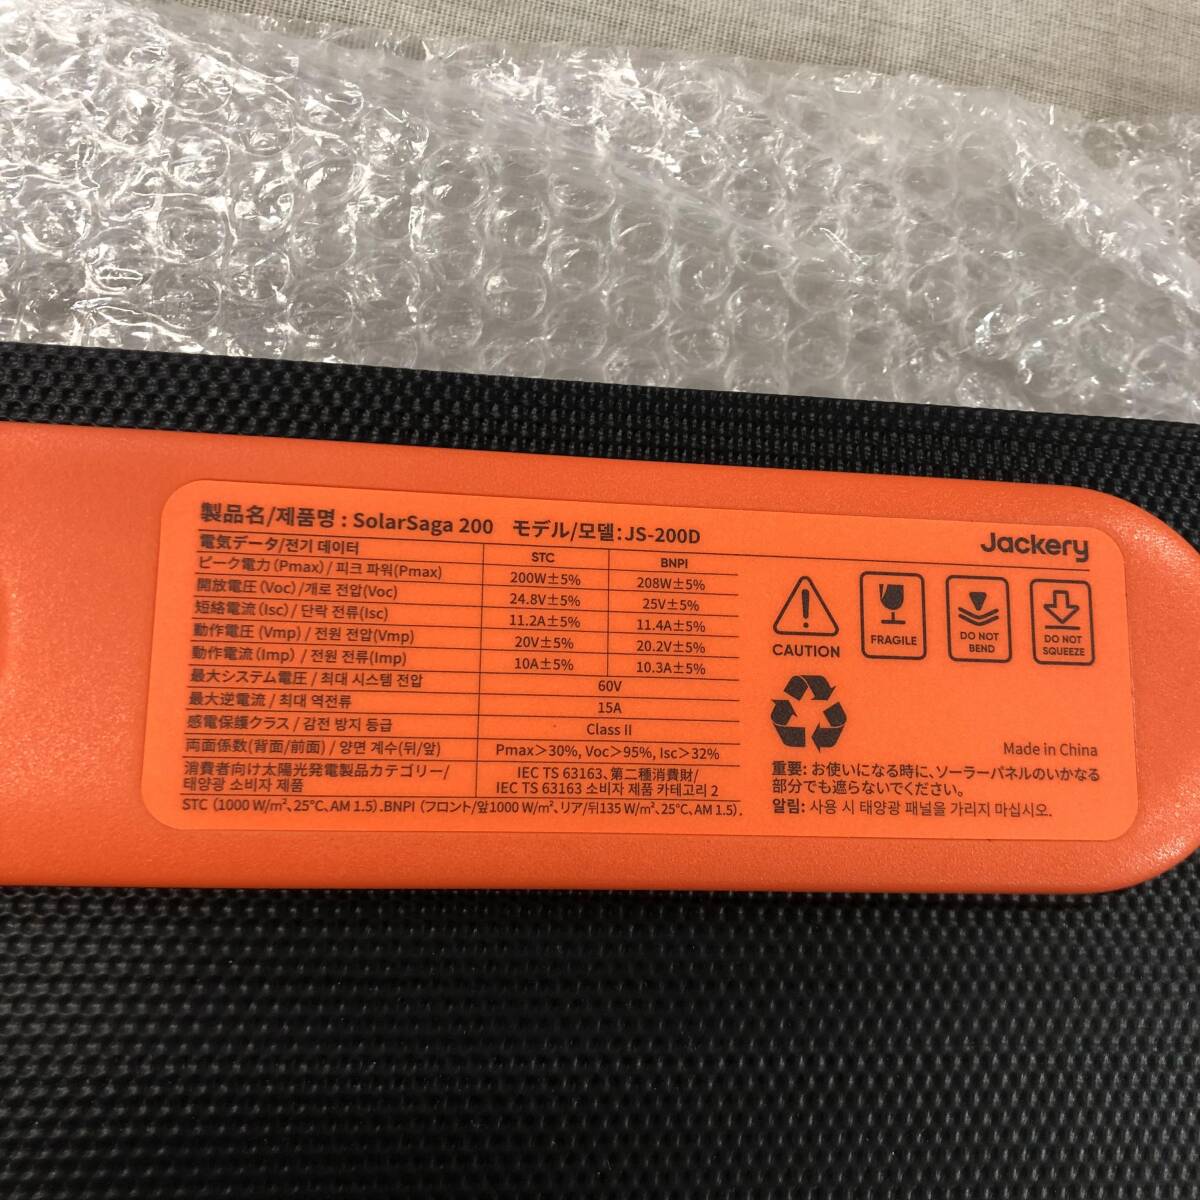 製品名/제품명 : SolarSaga 200 モデル/모델: JS-200D
Jackery
電気データ/전기 데이터 STC BNPI
ピーク電力 (Pmax) / 피크 파워(Pmax) 200W±5% 208W±5%
開放電圧 (Voc) /개로 전압(Voc) 24.8V±5% 25V±5%
短絡電流 (Isc) / 단락 전류(Isc) 11.2A±5% 11.4A±5%
動作電圧 (Vmp) / 전원 전압(Vmp) 20V±5% 20.2V±5%
動作電流 (Imp) / 전원 전류(Imp) 10A±5% 10.3A±5%
最大システム電圧 / 최대 시스템 전압 60V
最大逆電流 / 최대 역전류 15A
感電保護クラス / 감전 방지 등급 Class II
両面係数(背面/前面) / 양면 계수(뒤/앞) Pmax>30%, Voc>95%, Isc>32%
消費者向け太陽光発電製品カテゴリー/ IEC TS 63163、第二種消費財/
태양광 소비자 제품 IEC TS 63163 소비자 제품 카테고리 2
STC (1000 W/m², 25℃, AM 1.5) .BNPI (フロント/앞1000 W/m²、リア/뒤135 W/m²、25℃, AM 1.5) .
CAUTION
FRAGILE
DO NOT
BEND
DO NOT
SQUEEZE
Made in China
重要: お使いになる時に、ソーラーパネルのいかなる
部分でも遮らないでください。
알림: 사용 시 태양광 패널을 가리지 마십시오.